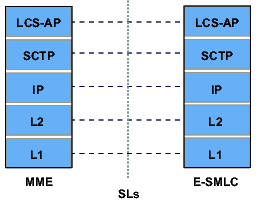 LCS-AP LCS-AP
SCTP SCTP
IP IP
L2 L2
L1 L1
MME E-SMLC
SLs